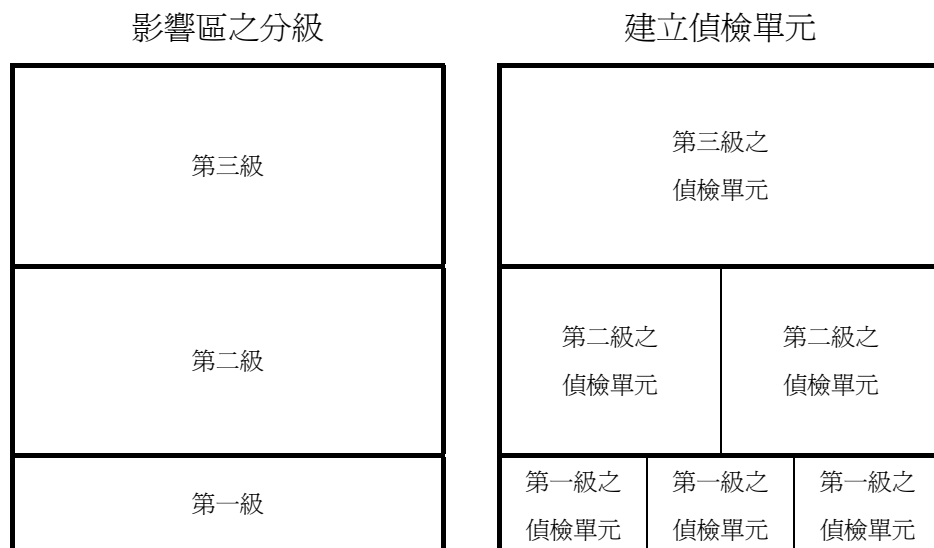 影響區之分級
建立偵檢單元
第三級
第三級之
偵檢單元
第二級
第二級之
偵檢單元
第二級之
偵檢單元
第一級
第一級之
偵檢單元
第一級之
偵檢單元
第一級之
偵檢單元